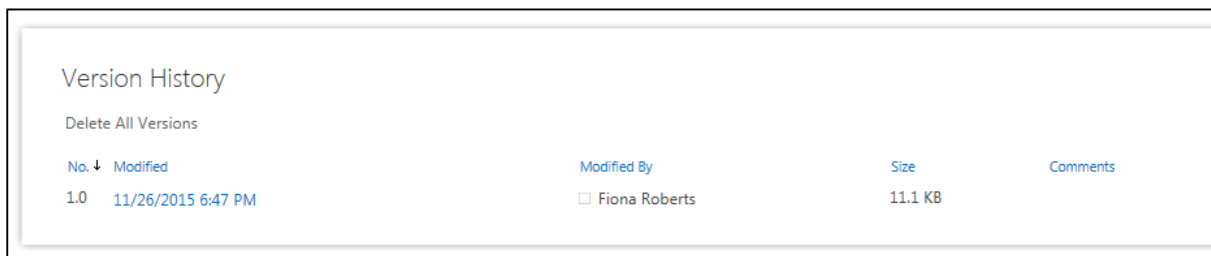 Version History
Delete All Versions
No. ↓ Modified Modified By Size Comments
1.0 11/26/2015 6:47 PM Fiona Roberts 11.1 KB